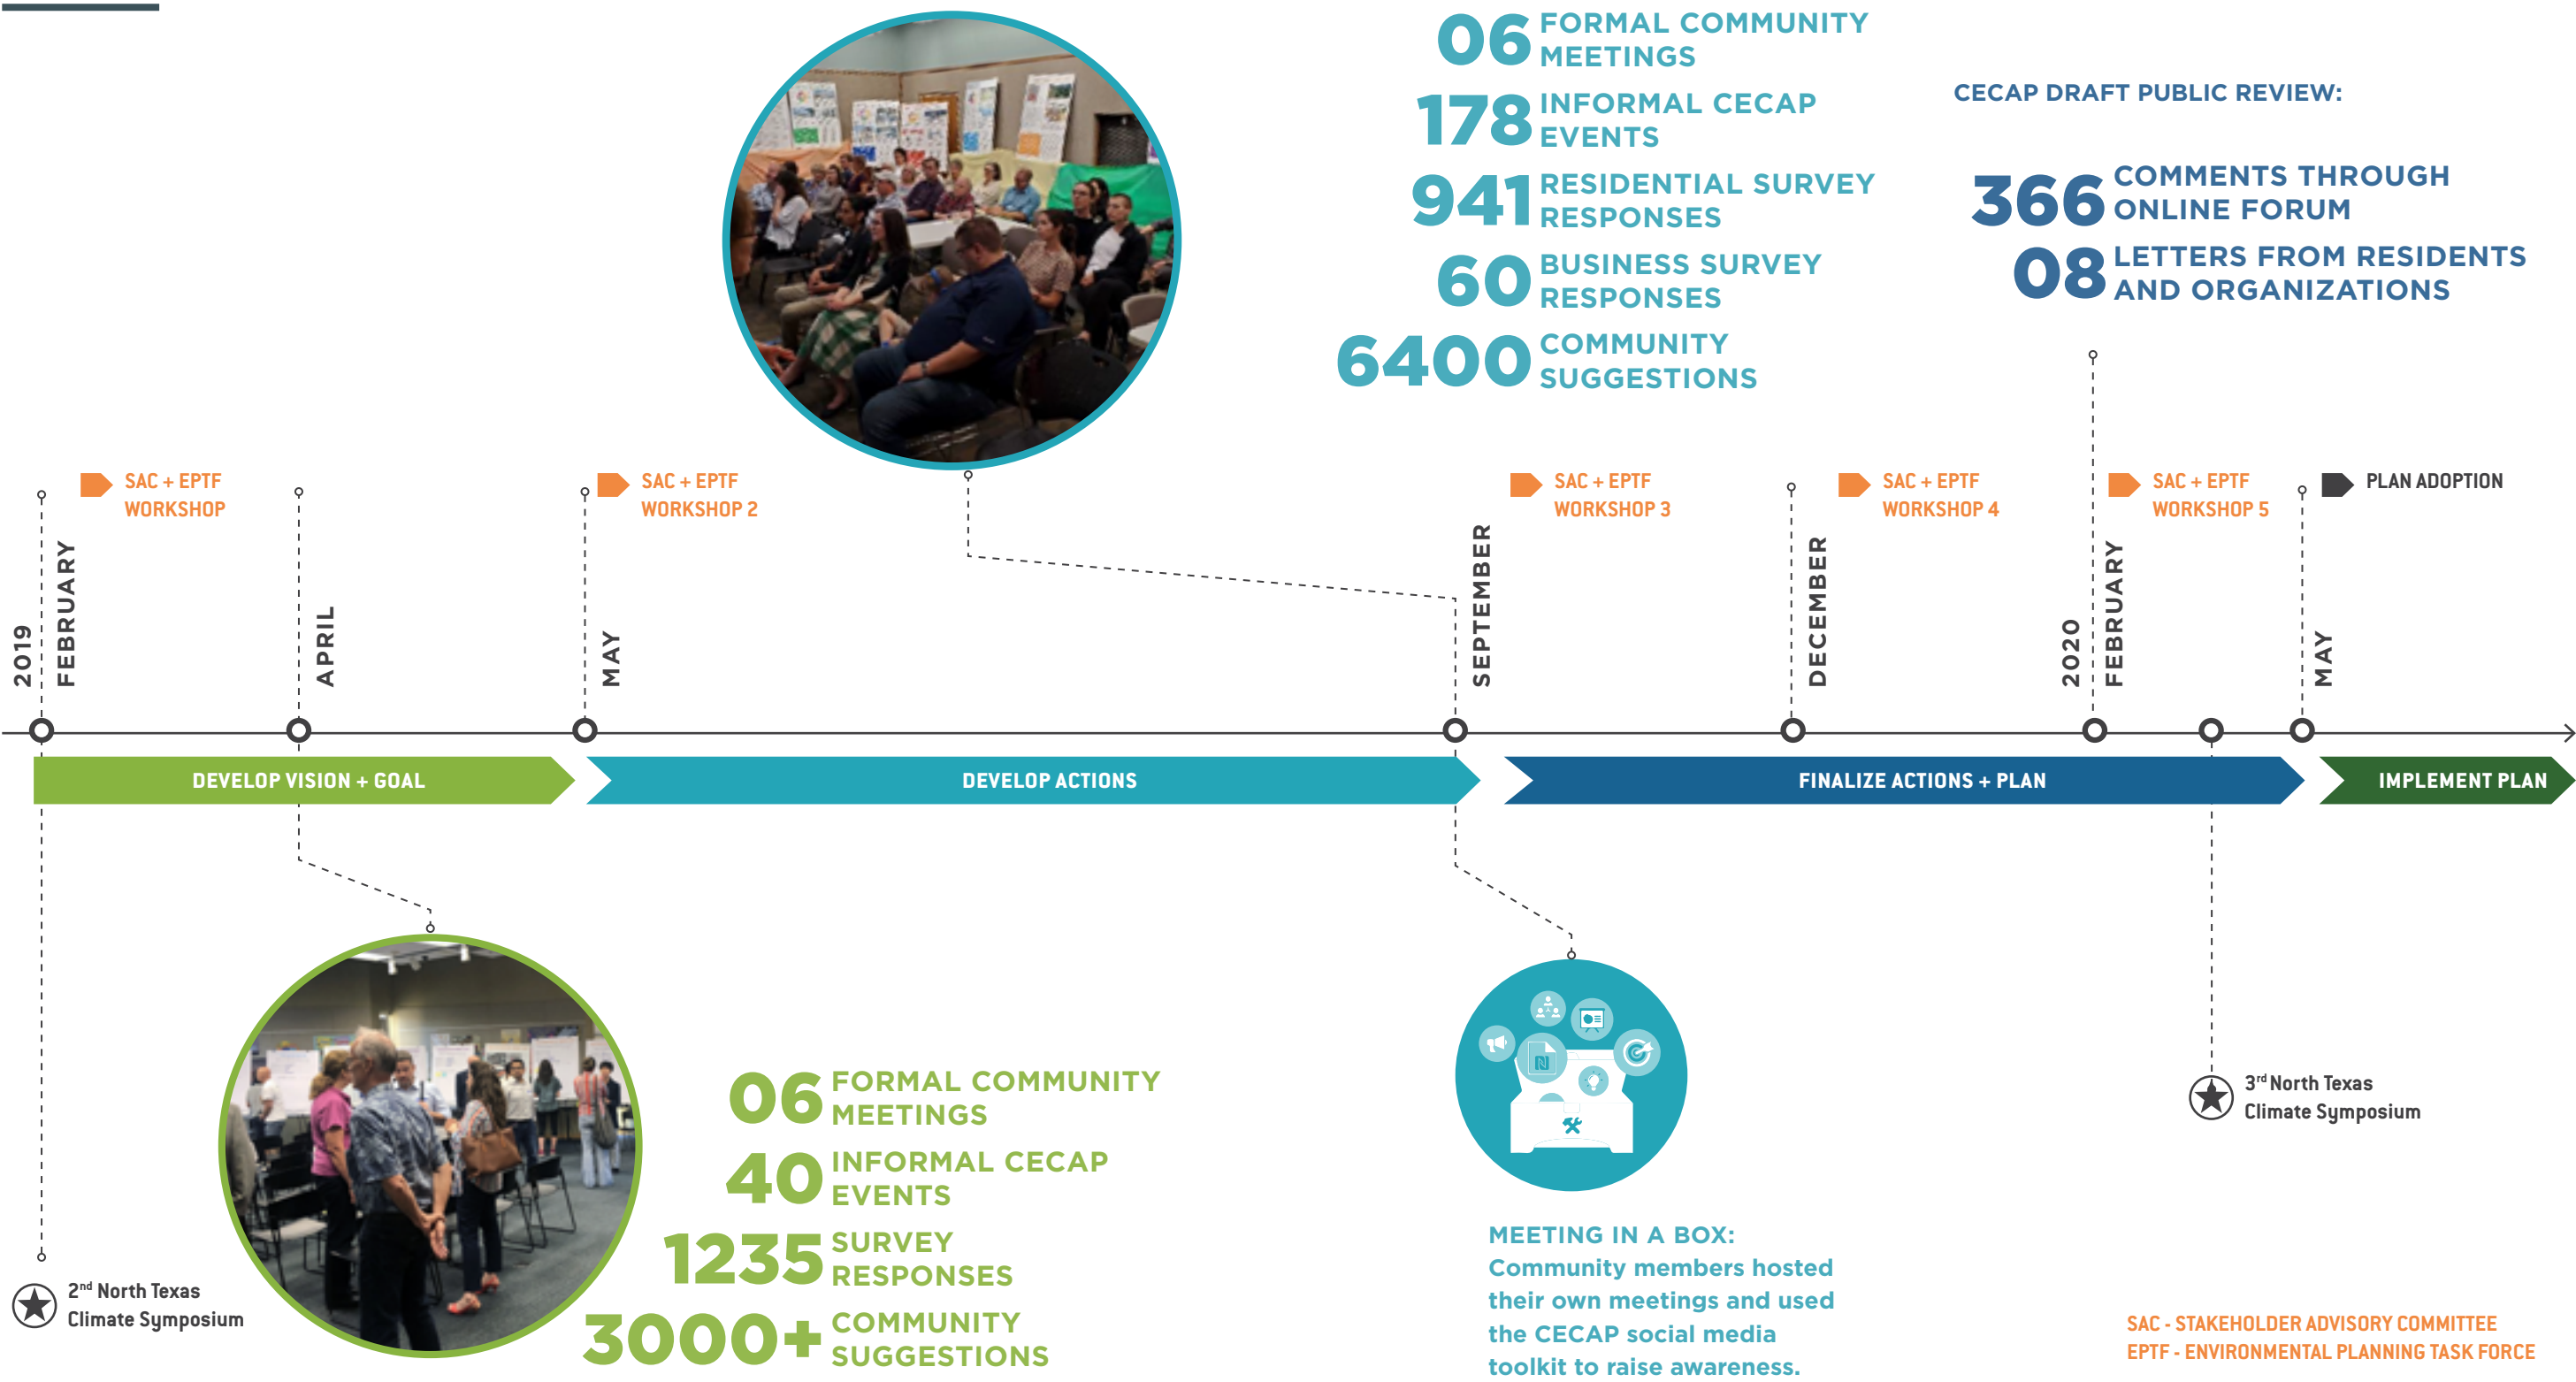 06 FORMAL COMMUNITY
MEETINGS
178 INFORMAL CECAP
EVENTS
941 RESIDENTIAL SURVEY
RESPONSES
60 BUSINESS SURVEY
RESPONSES
6400 COMMUNITY
SUGGESTIONS
CECAP DRAFT PUBLIC REVIEW:
366 COMMENTS THROUGH
ONLINE FORUM
08 LETTERS FROM RESIDENTS
AND ORGANIZATIONS
SAC + EPTF
WORKSHOP
SAC + EPTF
WORKSHOP 2
SAC + EPTF
WORKSHOP 3
SAC + EPTF
WORKSHOP 4
SAC + EPTF
WORKSHOP 5
PLAN ADOPTION
2019
FEBRUARY
APRIL
MAY
SEPTEMBER
DECEMBER
2020
FEBRUARY
MAY
DEVELOP VISION + GOAL
DEVELOP ACTIONS
FINALIZE ACTIONS + PLAN
IMPLEMENT PLAN
2nd North Texas
Climate Symposium
06 FORMAL COMMUNITY
MEETINGS
40 INFORMAL CECAP
EVENTS
1235 SURVEY
RESPONSES
3000+ COMMUNITY
SUGGESTIONS
MEETING IN A BOX:
Community members hosted
their own meetings and used
the CECAP social media
toolkit to raise awareness.
3rd North Texas
Climate Symposium
SAC - STAKEHOLDER ADVISORY COMMITTEE
EPTF - ENVIRONMENTAL PLANNING TASK FORCE